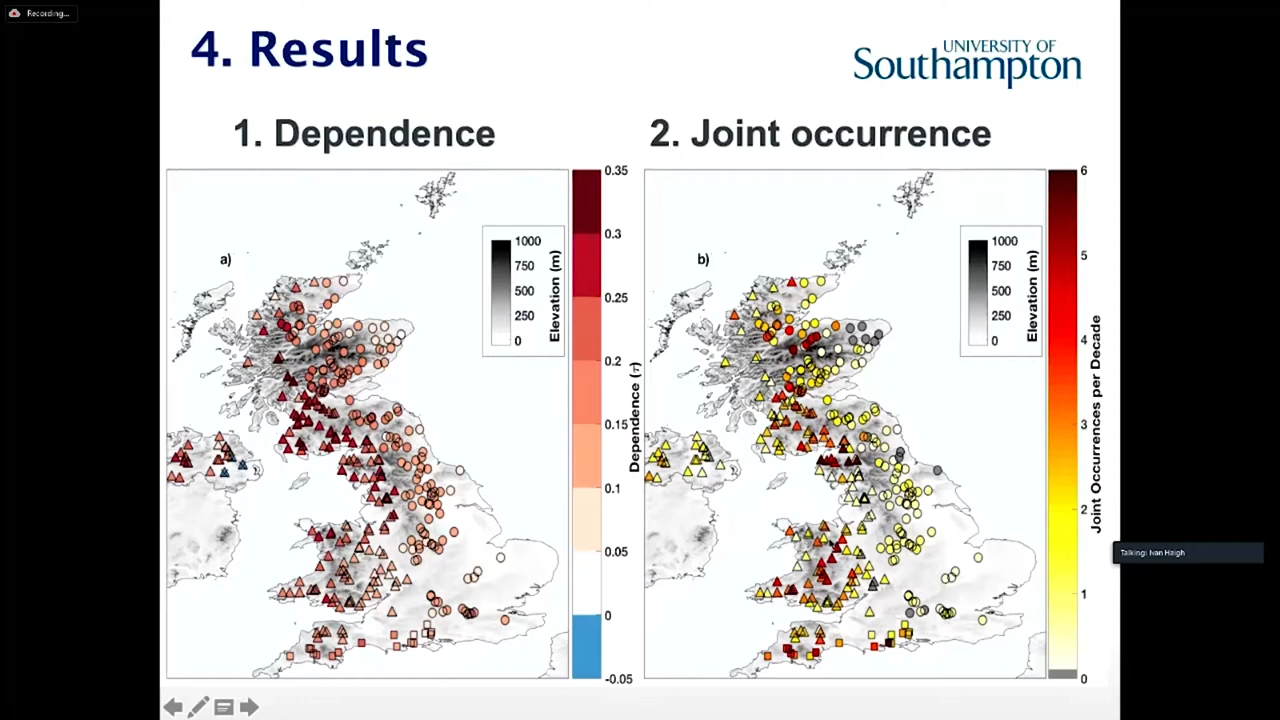 Recording...
4. Results
UNIVERSITY OF
Southampton
1. Dependence
2. Joint occurrence
a)
1000
750
500
250
0
Elevation (m)
0.35
0.3
0.25
0.2
0.15
0.1
0.05
0
-0.05
Dependence (τ)
b)
1000
750
500
250
0
Elevation (m)
6
5
4
3
2
1
0
Joint Occurrences per Decade
Talking: Ivan Haigh